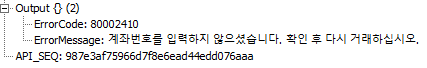 Output {} (2)
ErrorCode: 80002410
ErrorMessage: 계좌번호를 입력하지 않으셨습니다. 확인 후 다시 거래하십시오.
API_SEQ: 987e3af75966d7f8e6ead44edd076aaa